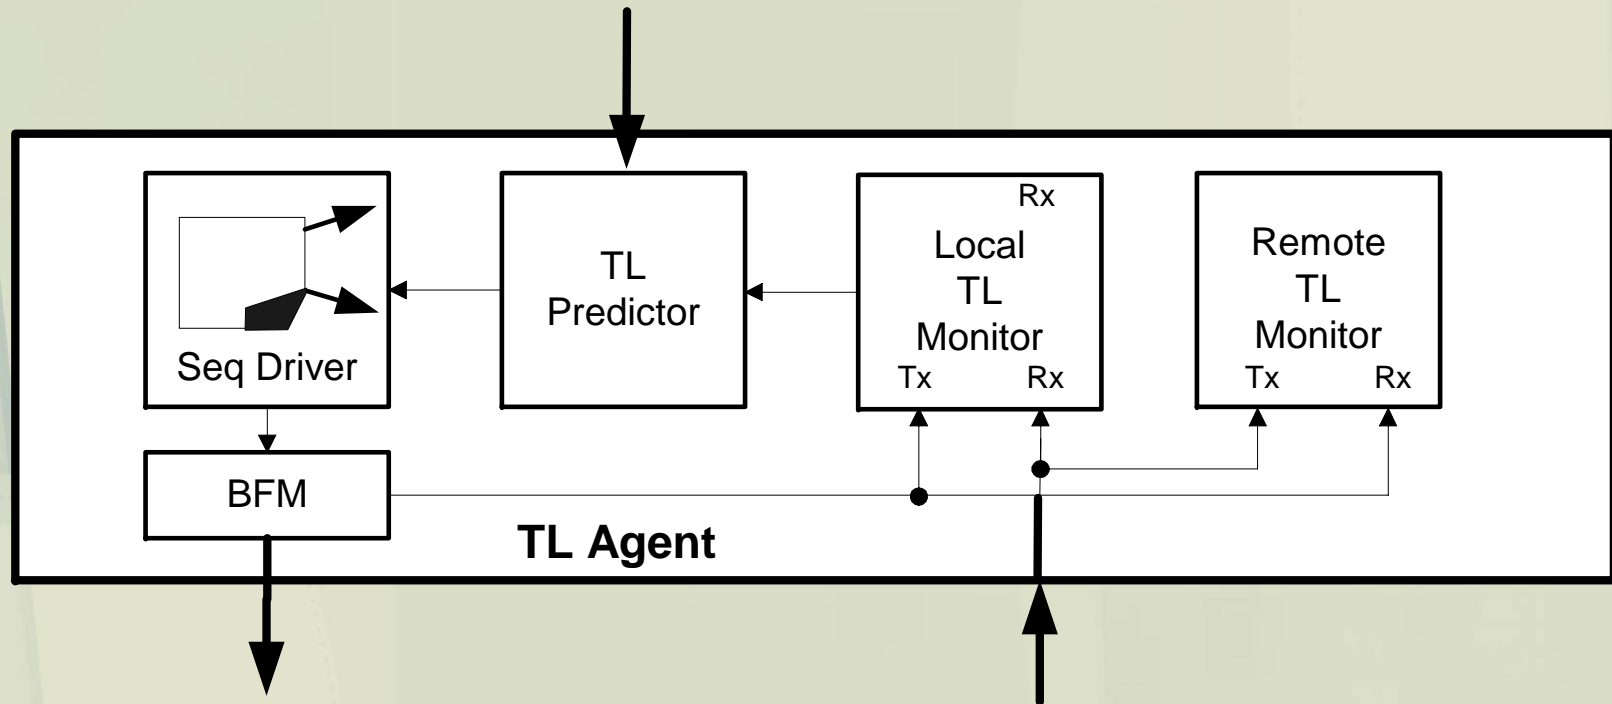 Seq Driver
TL
Predictor
Rx
Local
TL
Monitor
Tx Rx
Remote
TL
Monitor
Tx Rx
BFM
TL Agent